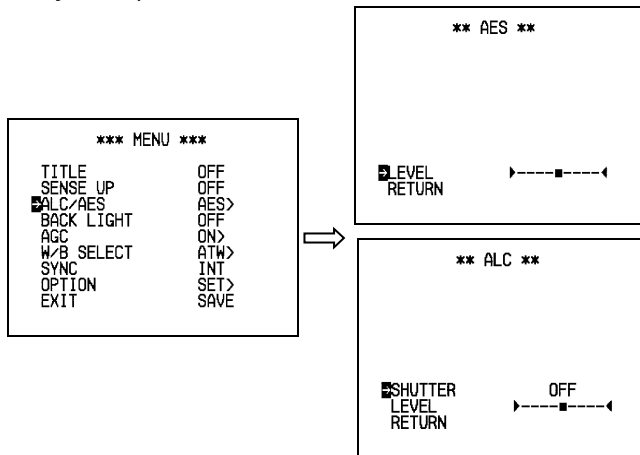 *** MENU ***
TITLE OFF
SENSE UP OFF
ALC/AES AES>
BACK LIGHT OFF
AGC ON>
W/B SELECT ATW>
SYNC INT
OPTION SET>
EXIT SAVE
** AES **
LEVEL
RETURN
** ALC **
SHUTTER OFF
LEVEL
RETURN